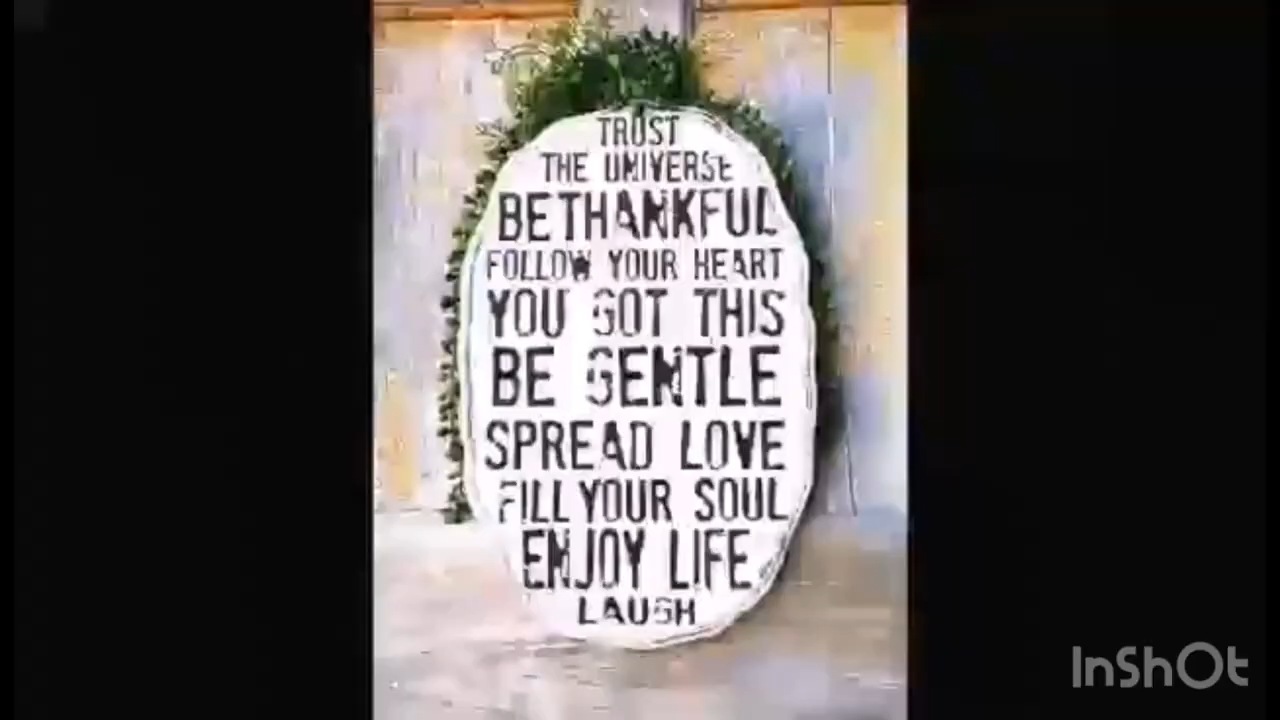 TRUST
THE UNIVERSE
BE THANKFUL
FOLLOW YOUR HEART
YOU GOT THIS
BE GENTLE
SPREAD LOVE
FILL YOUR SOUL
ENJOY LIFE
LAUGH
InShOt